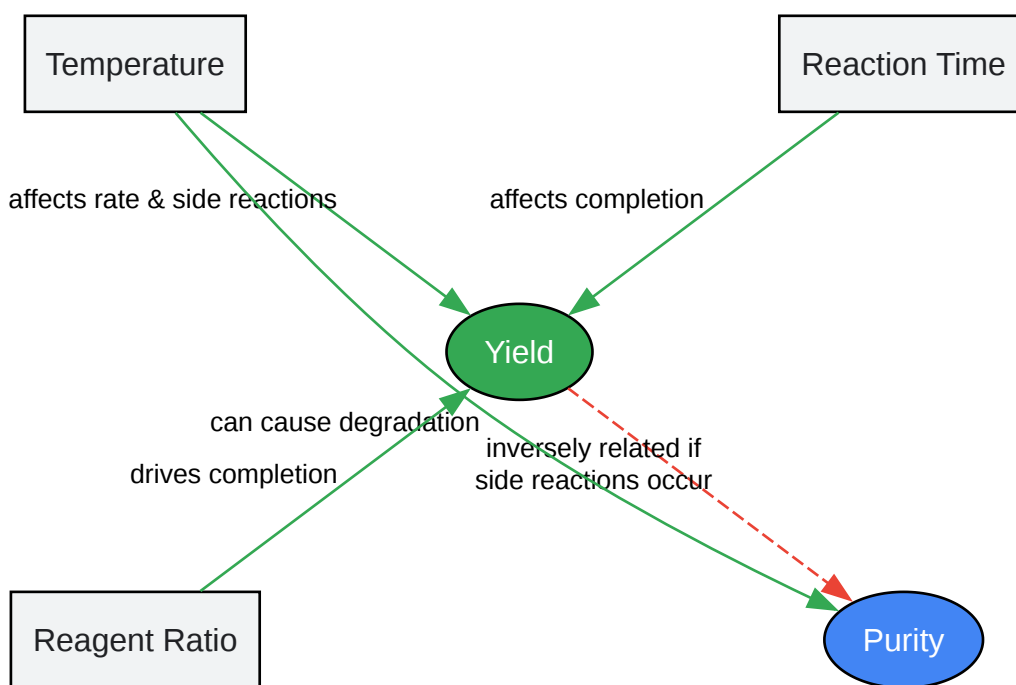 Temperature
Reaction Time
affects rate & side reactions
affects completion
Yield
can cause degradation
inversely related if
side reactions occur
drives completion
Reagent Ratio
Purity